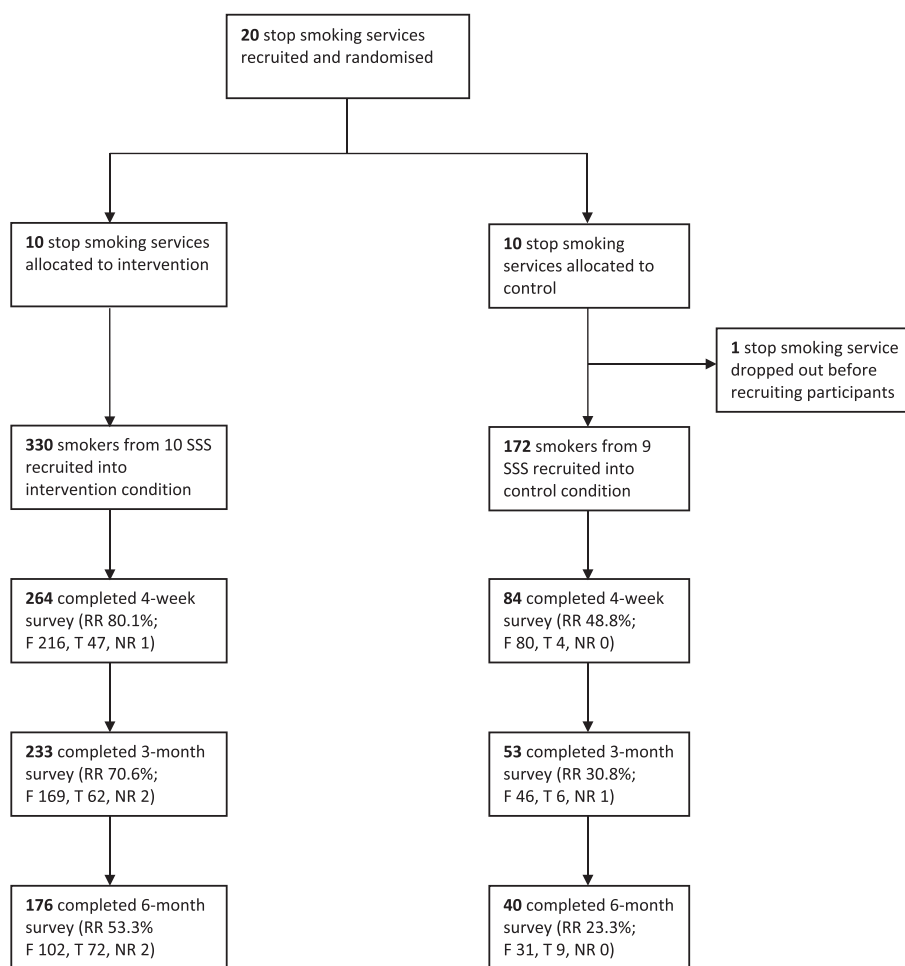 20 stop smoking services
recruited and randomised
10 stop smoking services
allocated to intervention
10 stop smoking
services allocated to
control
1 stop smoking service
dropped out before
recruiting participants
330 smokers from 10 SSS
recruited into
intervention condition
172 smokers from 9
SSS recruited into
control condition
264 completed 4-week
survey (RR 80.1%;
F 216, T 47, NR 1)
84 completed 4-week
survey (RR 48.8%;
F 80, T 4, NR 0)
233 completed 3-month
survey (RR 70.6%;
F 169, T 62, NR 2)
53 completed 3-month
survey (RR 30.8%;
F 46, T 6, NR 1)
176 completed 6-month
survey (RR 53.3%
F 102, T 72, NR 2)
40 completed 6-month
survey (RR 23.3%;
F 31, T 9, NR 0)